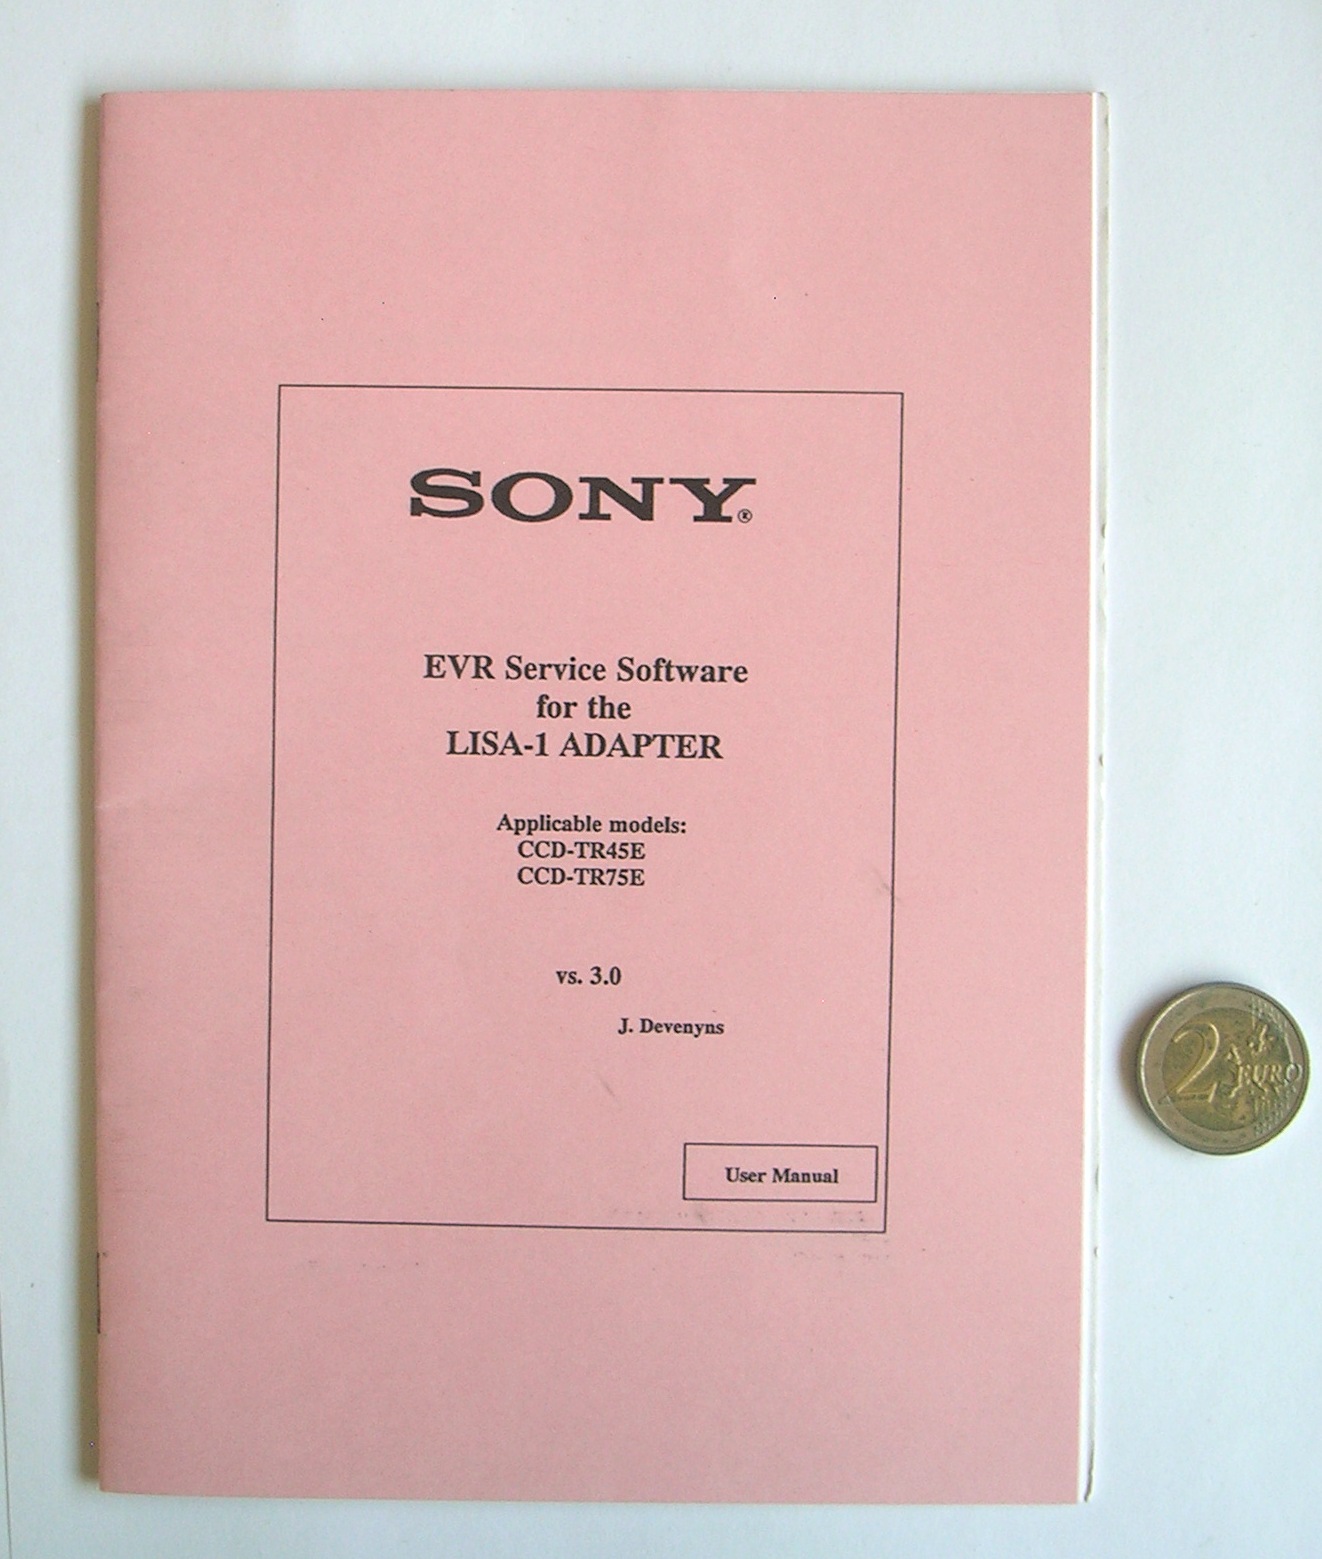 SONY®
EVR Service Software
for the
LISA-1 ADAPTER
Applicable models:
CCD-TR45E
CCD-TR75E
vs. 3.0
J. Devenyns
User Manual
2
EURO